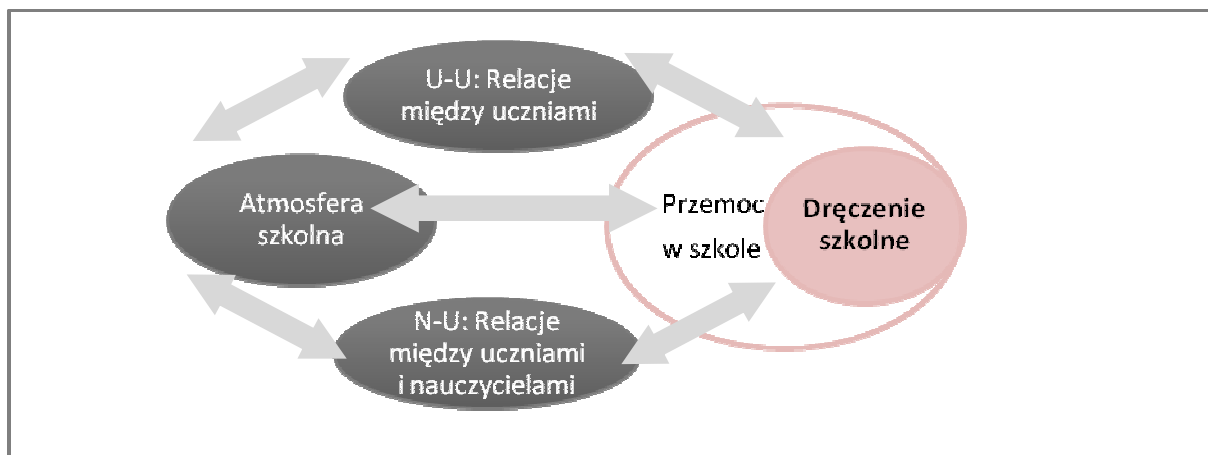 U-U: Relacje
między uczniami
Atmosfera
szkolna
Przemoc
w szkole
Dręczenie
szkolne
N-U: Relacje
między uczniami
i nauczycielami